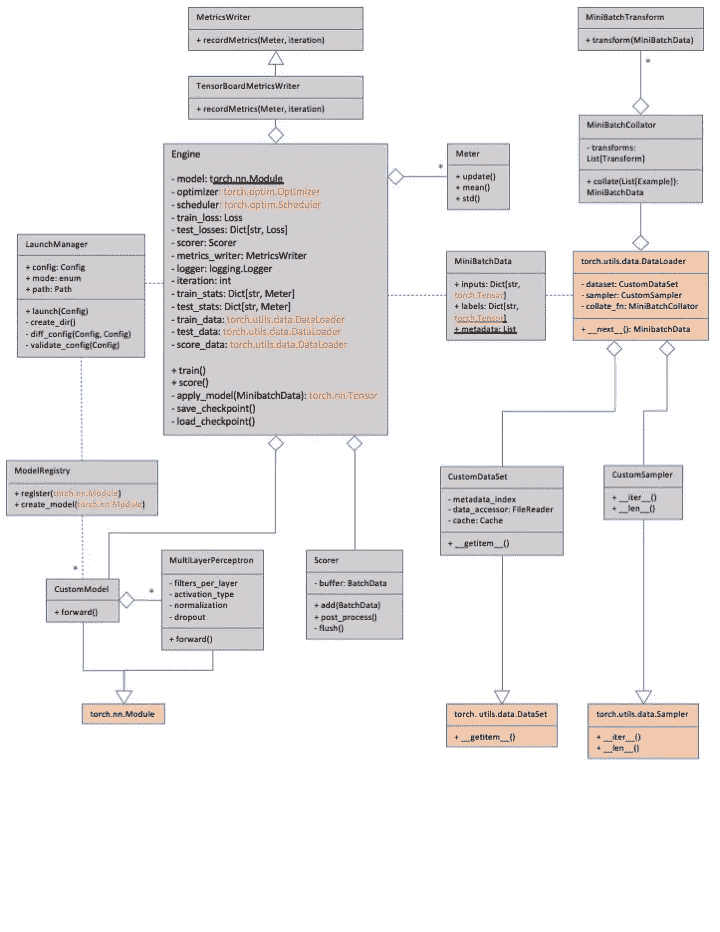 MetricsWriter
+ recordMetrics(Meter, iteration)
TensorBoardMetricsWriter
+ recordMetrics(Meter, iteration)
MiniBatchTransform
+ transform(MiniBatchData)
*
MiniBatchCollator
- transforms:
List[Transform]
+ collate(List[Example]):
MiniBatchData
Engine
- model: torch.nn.Module
- optimizer: torch.optim.Optimizer
- scheduler: torch.optim.Scheduler
- train_loss: Loss
- test_losses: Dict[str, Loss]
- scorer: Scorer
- metrics_writer: MetricsWriter
- logger: logging.Logger
- iteration: int
- train_stats: Dict[str, Meter]
- test_stats: Dict[str, Meter]
- train_data: torch.utils.data.DataLoader
- test_data: torch.utils.data.DataLoader
- score_data: torch.utils.data.DataLoader
+ train()
+ score()
- apply_model(MinibatchData): torch.nn.Tensor
- save_checkpoint()
- load_checkpoint()
*
Meter
+ update()
+ mean()
+ std()
LaunchManager
+ config: Config
+ mode: enum
+ path: Path
+ launch(Config)
- create_dir()
- diff_config(Config, Config)
- validate_config(Config)
MiniBatchData
+ inputs: Dict[str,
torch.Tensor]
+ labels: Dict[str,
torch.Tensor]
+ metadata: List
torch.utils.data.DataLoader
- dataset: CustomDataSet
- sampler: CustomSampler
- collate_fn: MiniBatchCollator
+ __next__(): MinibatchData
ModelRegistry
+ register(torch.nn.Module)
+ create_model(torch.nn.Module)
*
CustomDataSet
- metadata_index
- data_accessor: FileReader
- cache: Cache
+ __getitem__()
CustomSampler
+ __iter__()
+ __len__()
CustomModel
+ forward()
*
MultiLayerPerceptron
- filters_per_layer
- activation_type
- normalization
- dropout
+ forward()
Scorer
- buffer: BatchData
+ add(BatchData)
+ post_process()
- flush()
torch.nn.Module
torch. utils.data.DataSet
+ __getitem__()
torch.utils.data.Sampler
+ __iter__()
+ __len__()